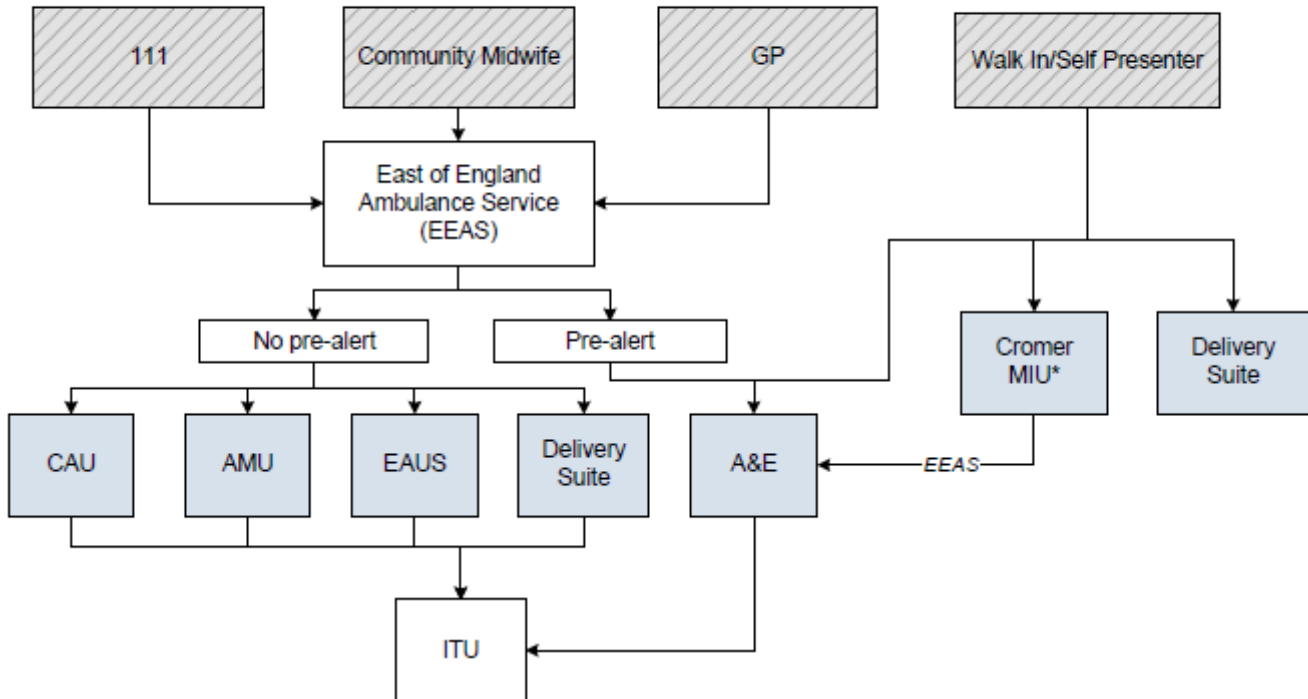 111
Community Midwife
GP
Walk In/Self Presenter
East of England
Ambulance Service
(EEAS)
No pre-alert
Pre-alert
Cromer
MIU*
Delivery
Suite
CAU
AMU
EAUS
Delivery
Suite
A&E
EEAS
ITU